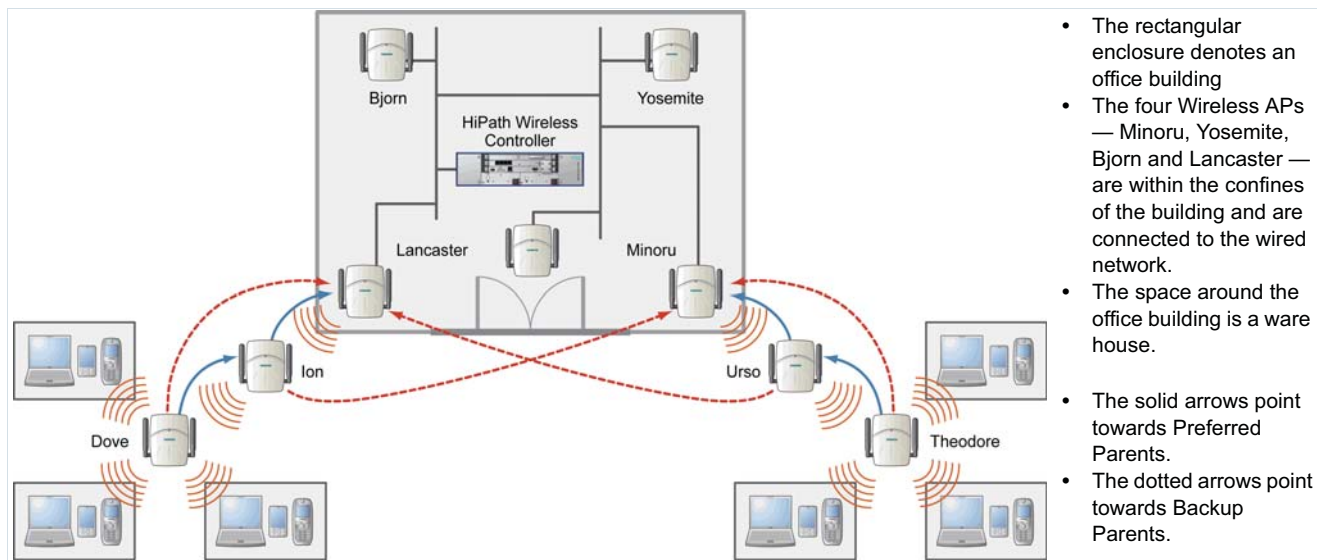 Bjorn
Yosemite
HiPath Wireless
Controller
Lancaster
Minoru
Ion
Urso
Dove
Theodore
• The rectangular
enclosure denotes an
office building
• The four Wireless APs
— Minoru, Yosemite,
Bjorn and Lancaster —
are within the confines
of the building and are
connected to the wired
network.
• The space around the
office building is a ware
house.
• The solid arrows point
towards Preferred
Parents.
• The dotted arrows point
towards Backup
Parents.